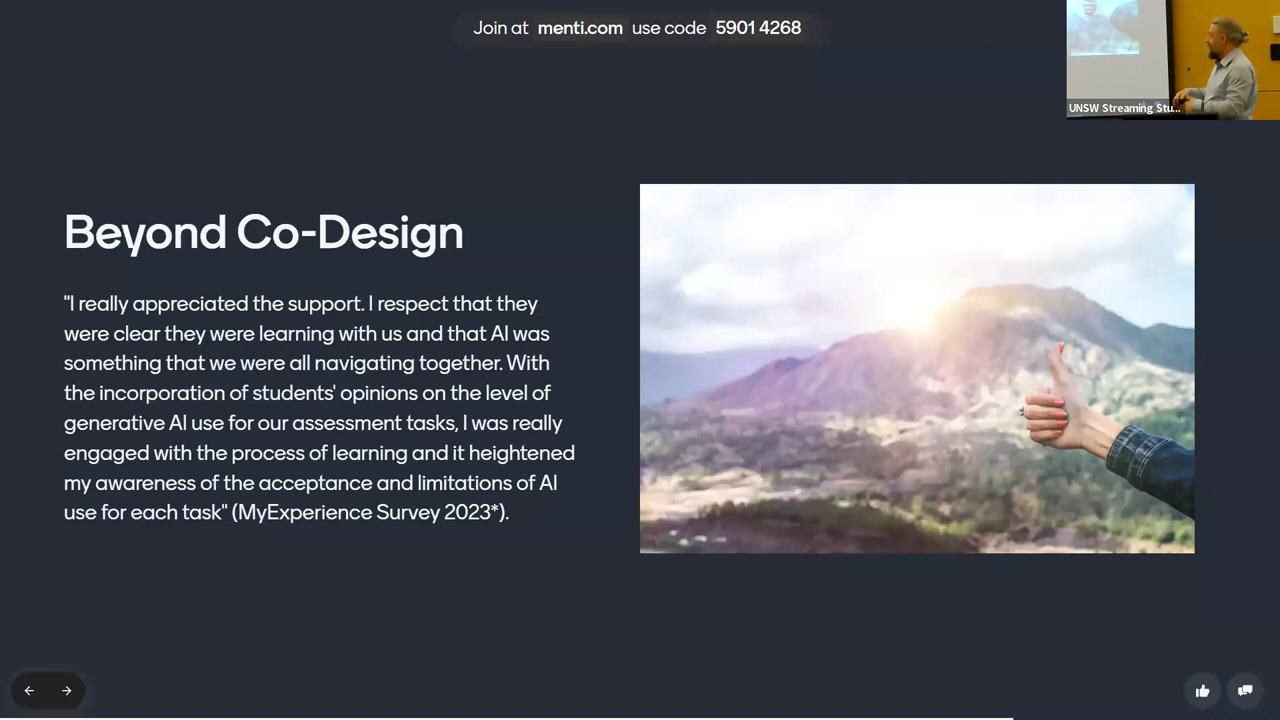 Join at menti.com use code 5901 4268
UNSW Streaming Stu...
Beyond Co-Design
"I really appreciated the support. I respect that they
were clear they were learning with us and that AI was
something that we were all navigating together. With
the incorporation of students' opinions on the level of
generative AI use for our assessment tasks, I was really
engaged with the process of learning and it heightened
my awareness of the acceptance and limitations of AI
use for each task" (MyExperience Survey 2023*).